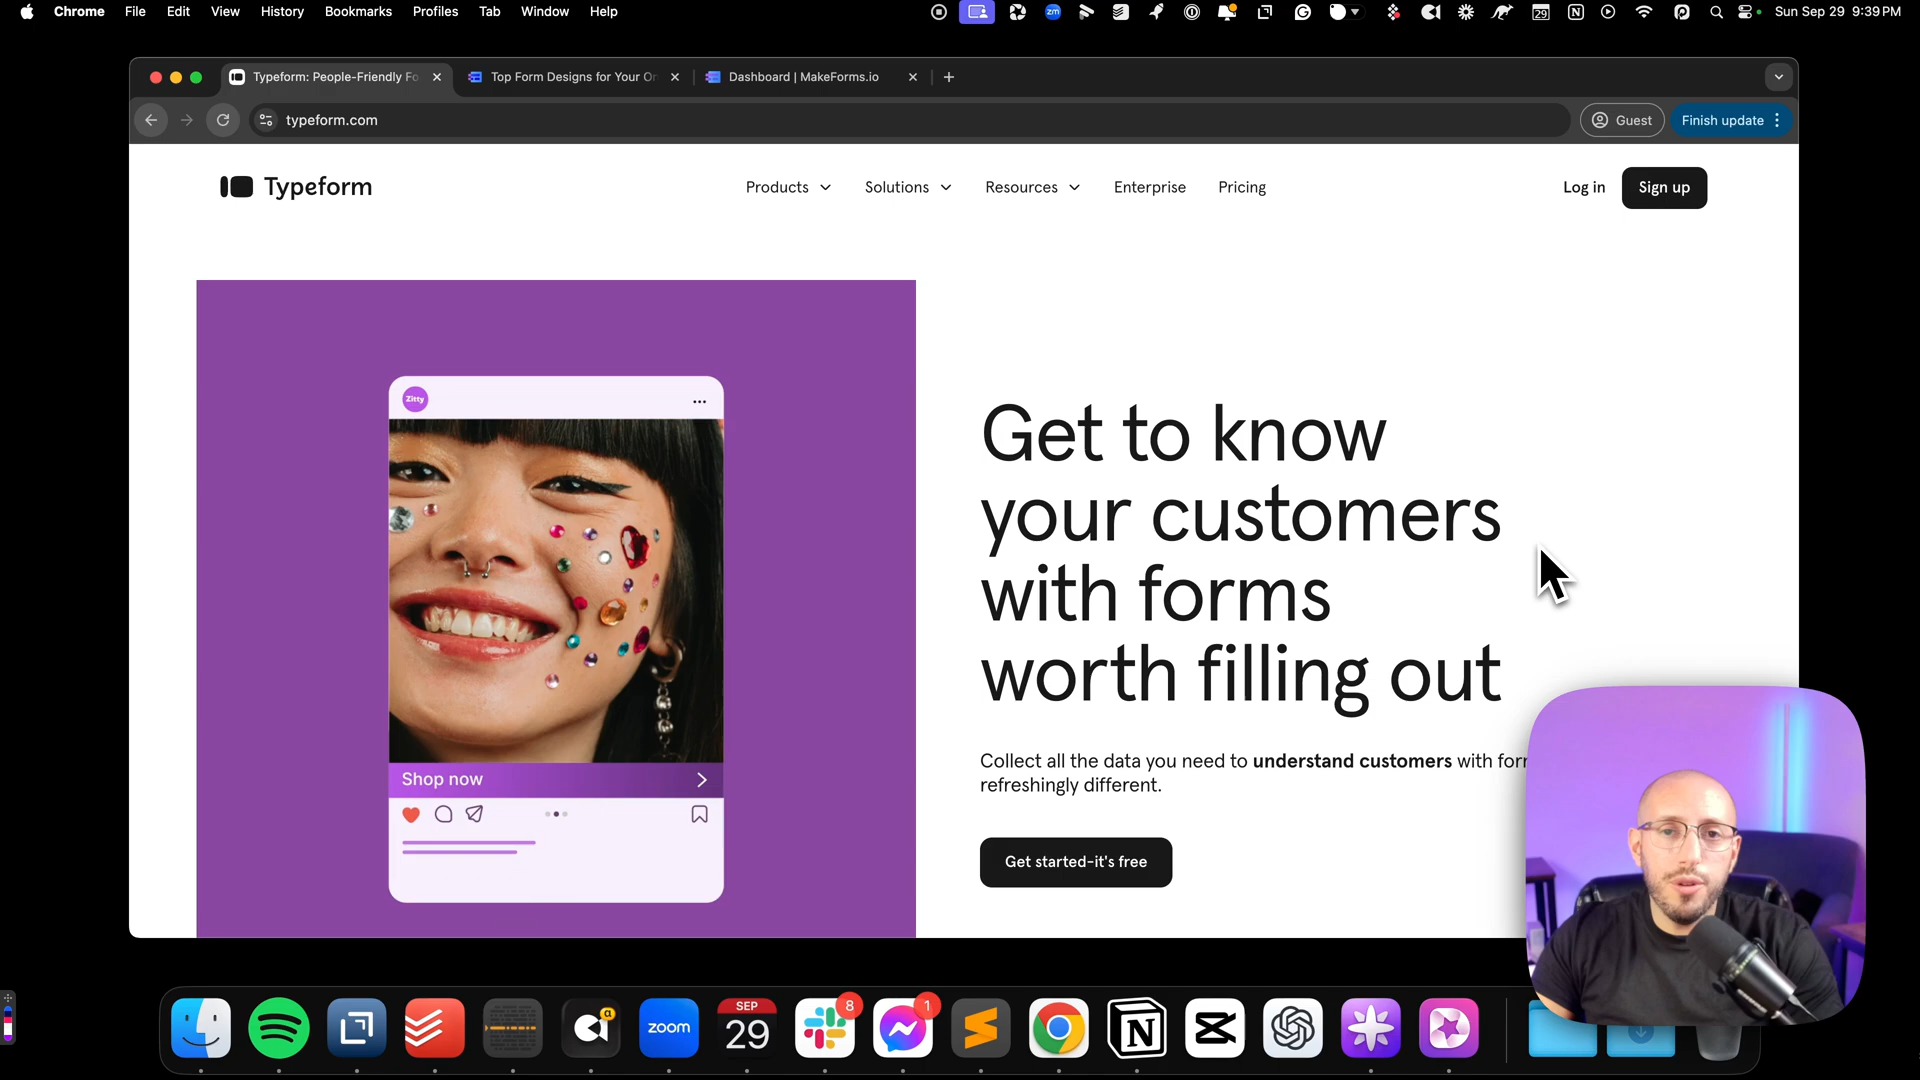 Chrome File Edit View History Bookmarks Profiles Tab Window Help
zm
29
Sun Sep 29 9:39 PM
Typeform: People-Friendly Fo
Top Form Designs for Your On
Dashboard | MakeForms.io
typeform.com
Guest
Finish update
Typeform
Products
Solutions
Resources
Enterprise
Pricing
Log in
Sign up
Zitty
Shop now
Get to know
your customers
with forms
worth filling out
Collect all the data you need to understand customers with
refreshingly different.
Get started-it's free
zoom
SEP
29
8
1